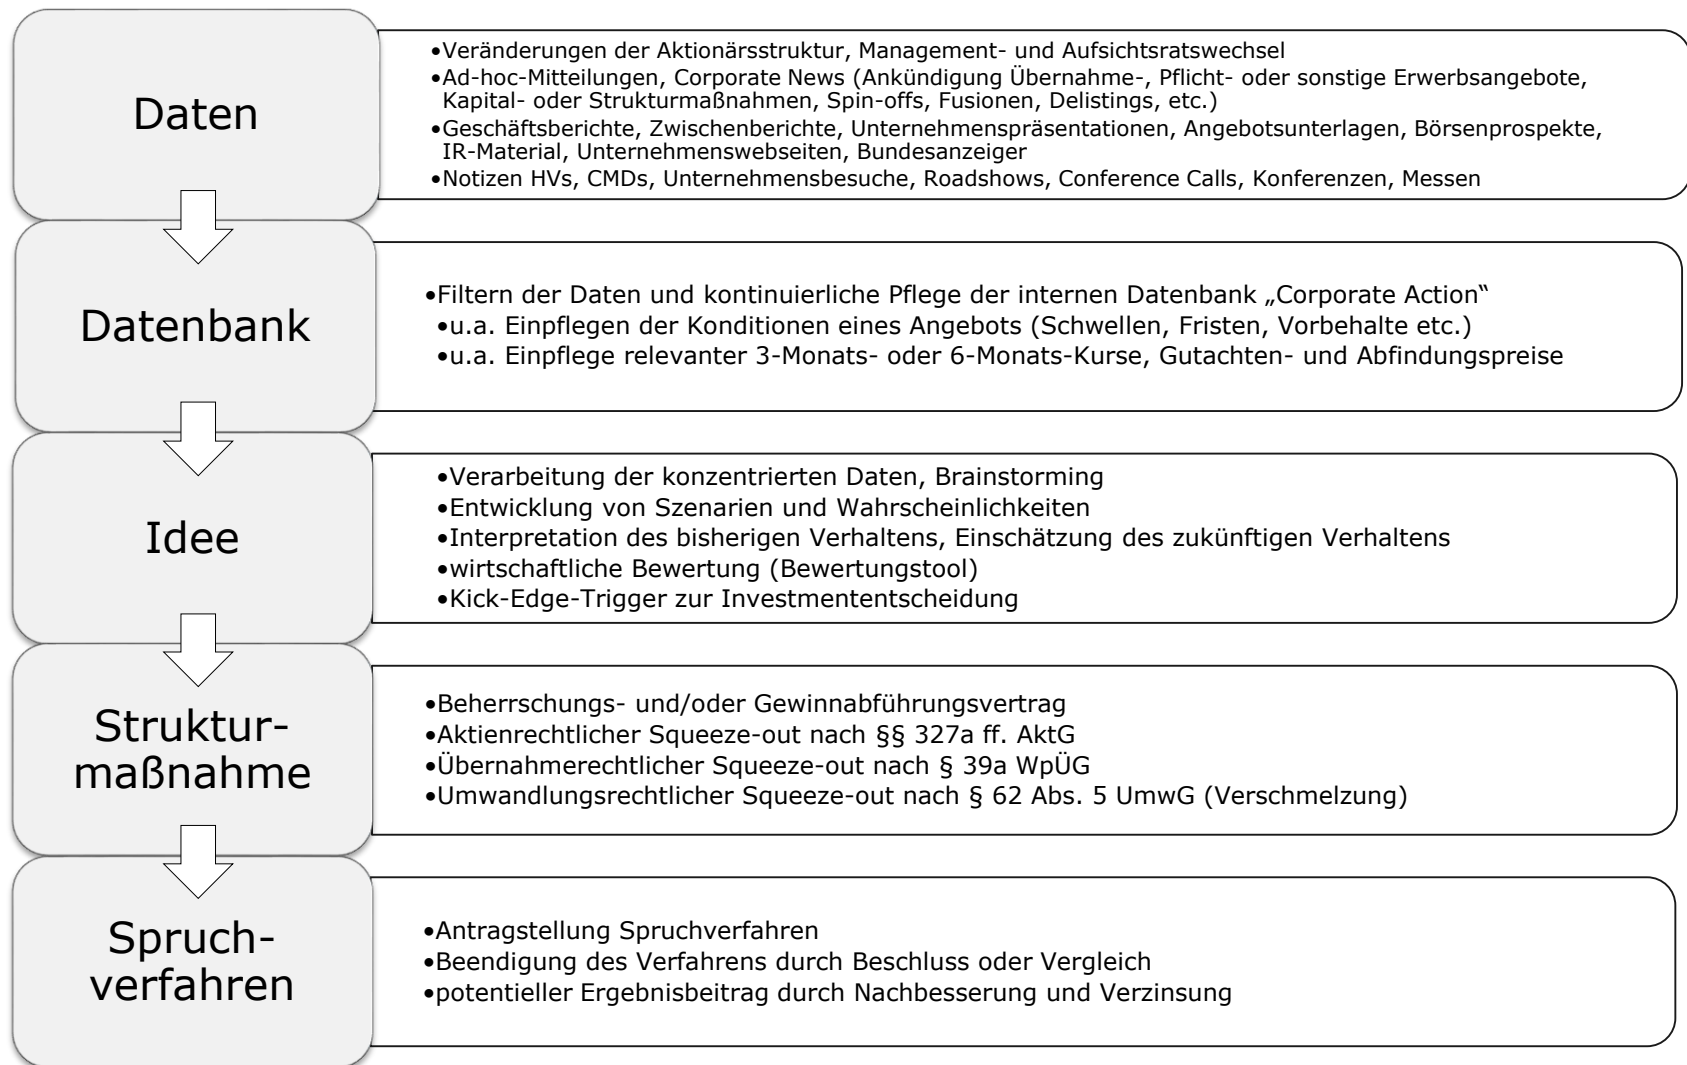 Daten
•Veränderungen der Aktionärsstruktur, Management- und Aufsichtsratswechsel
•Ad-hoc-Mitteilungen, Corporate News (Ankündigung Übernahme-, Pflicht- oder sonstige Erwerbsangebote,
Kapital- oder Strukturmaßnahmen, Spin-offs, Fusionen, Delistings, etc.)
•Geschäftsberichte, Zwischenberichte, Unternehmenspräsentationen, Angebotsunterlagen, Börsenprospekte,
IR-Material, Unternehmenswebseiten, Bundesanzeiger
•Notizen HVs, CMDs, Unternehmensbesuche, Roadshows, Conference Calls, Konferenzen, Messen
Datenbank
•Filtern der Daten und kontinuierliche Pflege der internen Datenbank „Corporate Action“
•u.a. Einpflegen der Konditionen eines Angebots (Schwellen, Fristen, Vorbehalte etc.)
•u.a. Einpflege relevanter 3-Monats- oder 6-Monats-Kurse, Gutachten- und Abfindungspreise
Idee
•Verarbeitung der konzentrierten Daten, Brainstorming
•Entwicklung von Szenarien und Wahrscheinlichkeiten
•Interpretation des bisherigen Verhaltens, Einschätzung des zukünftigen Verhaltens
•wirtschaftliche Bewertung (Bewertungstool)
•Kick-Edge-Trigger zur Investmententscheidung
Struktur-
maßnahme
•Beherrschungs- und/oder Gewinnabführungsvertrag
•Aktienrechtlicher Squeeze-out nach §§ 327a ff. AktG
•Übernahmerechtlicher Squeeze-out nach § 39a WpÜG
•Umwandlungsrechtlicher Squeeze-out nach § 62 Abs. 5 UmwG (Verschmelzung)
Spruch-
verfahren
•Antragstellung Spruchverfahren
•Beendigung des Verfahrens durch Beschluss oder Vergleich
•potentieller Ergebnisbeitrag durch Nachbesserung und Verzinsung